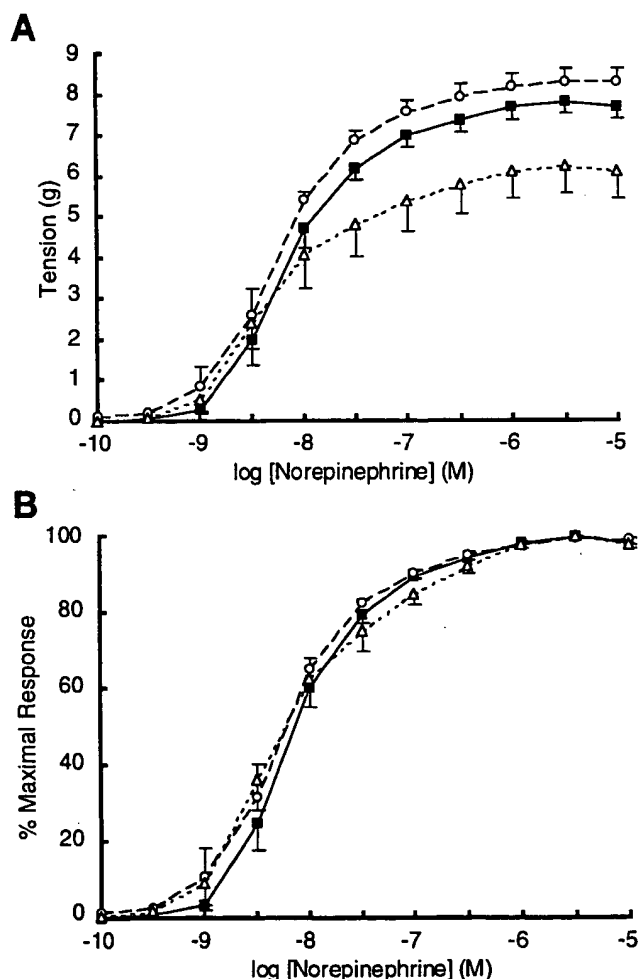 A
Tension (g)
9
8
7
6
5
4
3
2
1
0
-10 -9 -8 -7 -6 -5
log [Norepinephrine] (M)
B
% Maximal Response
100
80
60
40
20
0
-10 -9 -8 -7 -6 -5
log [Norepinephrine] (M)